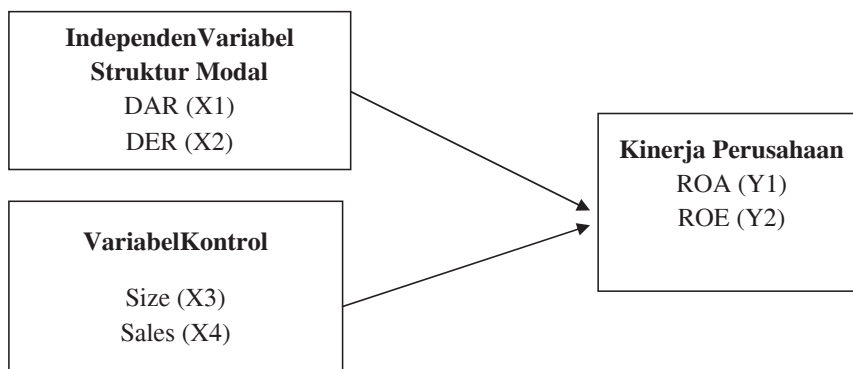 IndependenVariabel
Struktur Modal
DAR (X1)
DER (X2)
VariabelKontrol
Size (X3)
Sales (X4)
Kinerja Perusahaan
ROA (Y1)
ROE (Y2)